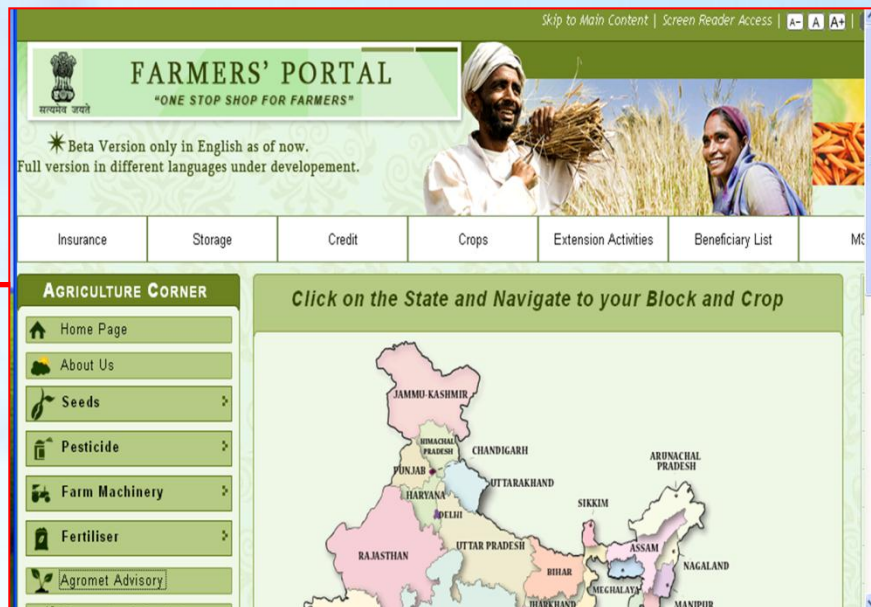 Skip to Main Content | Screen Reader Access | A- A A+ |
FARMERS' PORTAL
"ONE STOP SHOP FOR FARMERS"
सत्यमेव जयते
Beta Version only in English as of now.
Full version in different languages under developement.
Insurance Storage Credit Crops Extension Activities Beneficiary List MS
AGRICULTURE CORNER
Home Page
About Us
Seeds
Pesticide
Farm Machinery
Fertiliser
Agromet Advisory
Click on the State and Navigate to your Block and Crop
JAMMU-KASHMIR
HIMACHAL
PRADESH
CHANDIGARH
PUNJAB
UTTARAKHAND
HARYANA
DELHI
ARUNACHAL
PRADESH
SIKKIM
RAJASTHAN
UTTAR PRADESH
ASSAM
NAGALAND
BIHAR
MEGHALAYA
JHARKHAND
MANIPUR